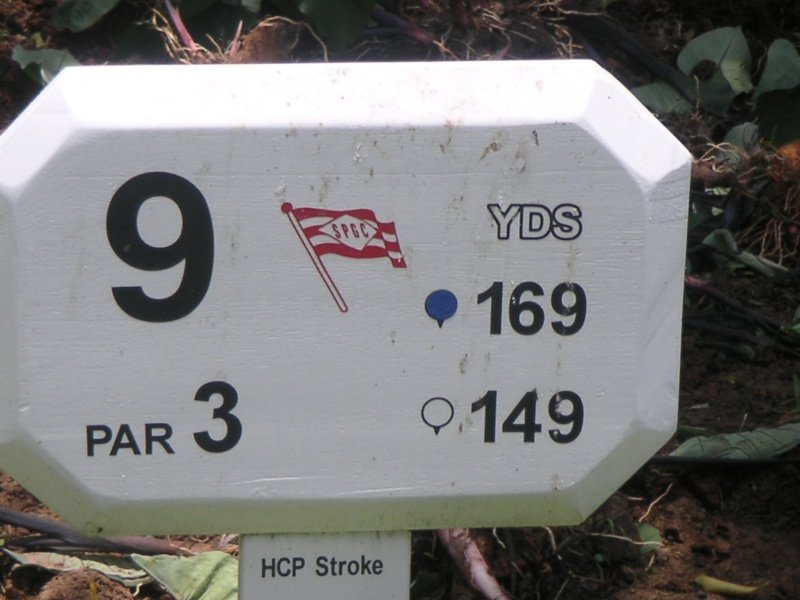 9
SPGC
YDS
169
149
PAR 3
HCP Stroke